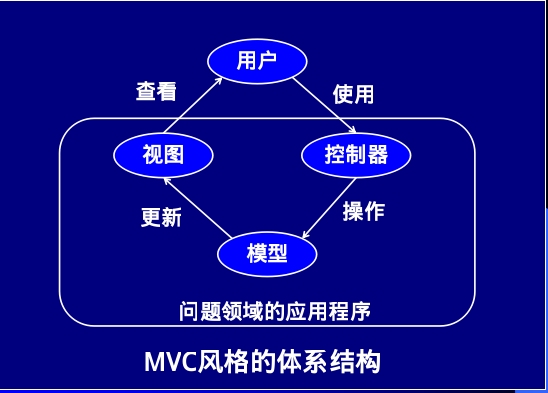 用户
查看
使用
视图
控制器
更新
操作
模型
问题领域的应用程序
MVC风格的体系结构